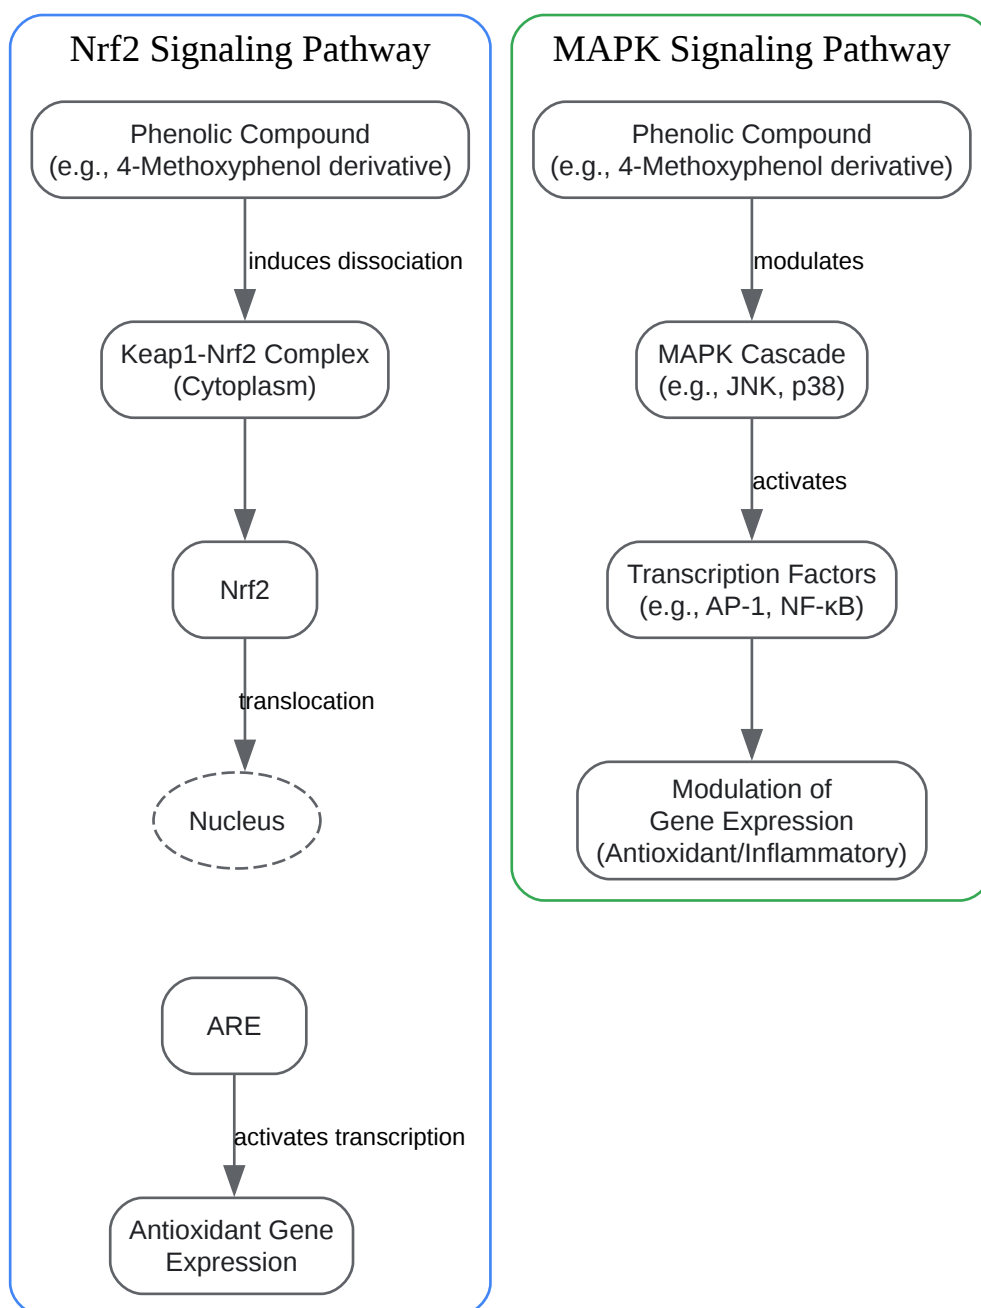 Nrf2 Signaling Pathway
Phenolic Compound
(e.g., 4-Methoxyphenol derivative)
induces dissociation
Keap1-Nrf2 Complex
(Cytoplasm)
Nrf2
translocation
Nucleus
ARE
activates transcription
Antioxidant Gene
Expression
MAPK Signaling Pathway
Phenolic Compound
(e.g., 4-Methoxyphenol derivative)
modulates
MAPK Cascade
(e.g., JNK, p38)
activates
Transcription Factors
(e.g., AP-1, NF-κB)
Modulation of
Gene Expression
(Antioxidant/Inflammatory)